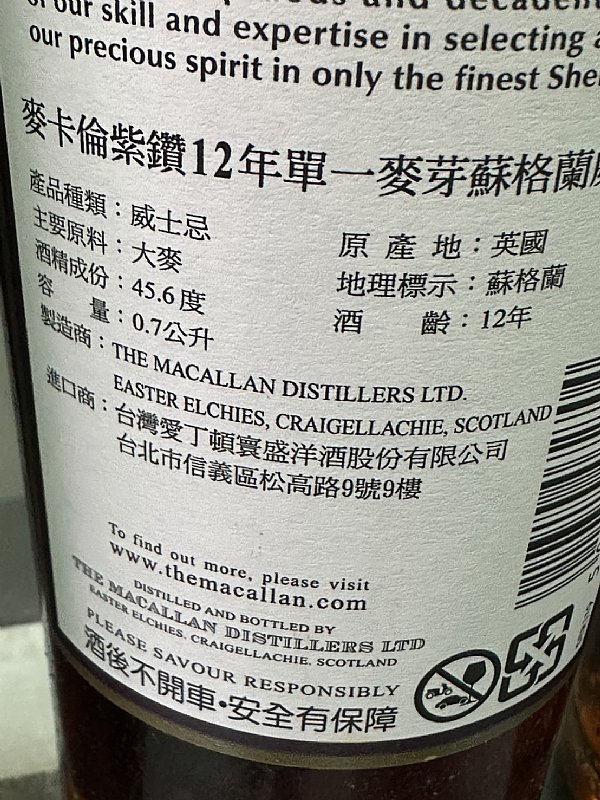 our skill and expertise in selecting
our precious spirit in only the finest
麥卡倫紫鑽12年單一麥芽蘇格蘭
產品種類：威士忌
原產地：英國
主要原料：大麥
地理標示：蘇格蘭
酒精成份：45.6度
酒齡：12年
容量：0.7公升
製造商：THE MACALLAN DISTILLERS LTD.
EASTER ELCHIES, CRAIGELLACHIE, SCOTLAND
進口商：台灣愛丁頓寰盛洋酒股份有限公司
台北市信義區松高路9號9樓
To find out more, please visit
www.themacallan.com
DISTILLED AND BOTTLED BY
THE MACALLAN DISTILLERS LTD
EASTER ELCHIES, CRAIGELLACHIE, SCOTLAND
PLEASE SAVOUR RESPONSIBLY
酒後不開車・安全有保障